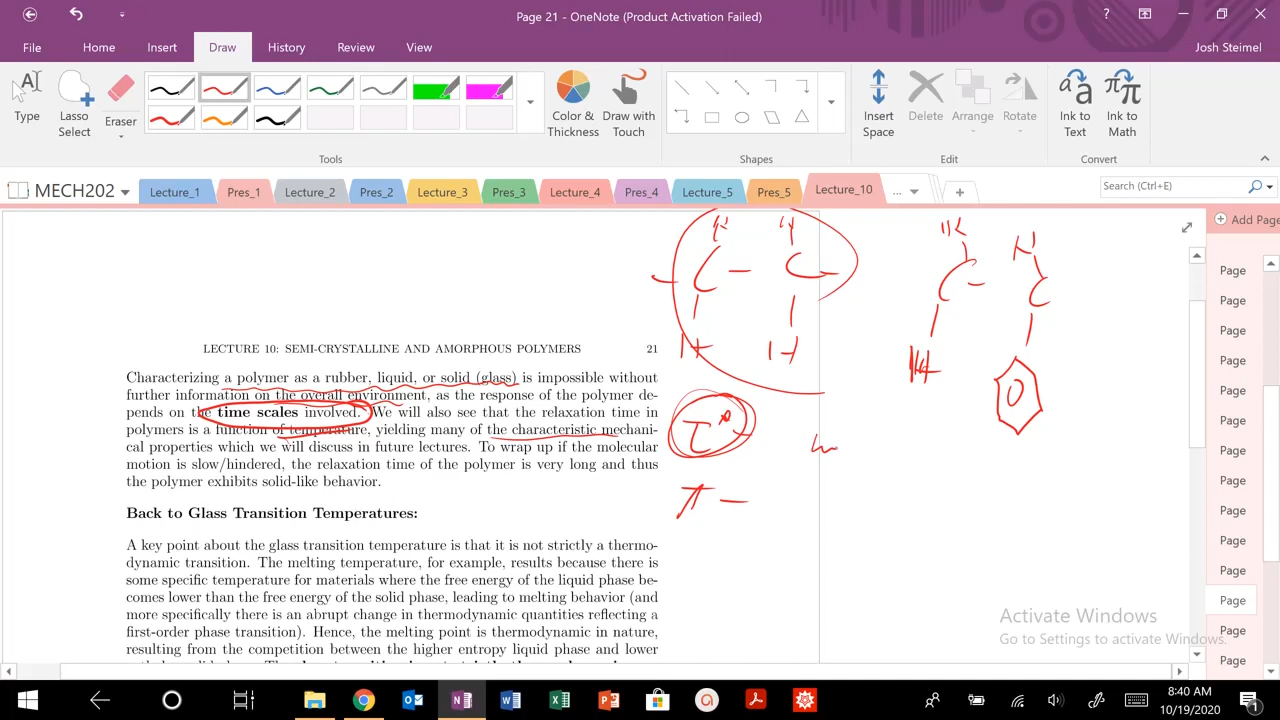 Page 21 - OneNote (Product Activation Failed)
?
File Home Insert Draw History Review View
Josh Steimel
Type
Lasso Select
Eraser
Color & Thickness
Draw with Touch
Insert Space
Delete
Arrange
Rotate
Ink to Text
Ink to Math
Tools
Shapes
Edit
Convert
MECH202
Lecture_1 Pres_1 Lecture_2 Pres_2 Lecture_3 Pres_3 Lecture_4 Pres_4 Lecture_5 Pres_5 Lecture_10 ...
Search (Ctrl+E)
Add Page
Page
Page
Page
Page
Page
Page
Page
Page
Page
Page
Page
Page
Page
Page
H H
C - C -
H H
H H
C - C
H
LECTURE 10: SEMI-CRYSTALLINE AND AMORPHOUS POLYMERS 21
Characterizing a polymer as a rubber, liquid, or solid (glass) is impossible without
further information on the overall environment, as the response of the polymer de-
pends on the time scales involved. We will also see that the relaxation time in
polymers is a function of temperature, yielding many of the characteristic mechani-
cal properties which we will discuss in future lectures. To wrap up if the molecular
motion is slow/hindered, the relaxation time of the polymer is very long and thus
the polymer exhibits solid-like behavior.
Back to Glass Transition Temperatures:
A key point about the glass transition temperature is that it is not strictly a thermo-
dynamic transition. The melting temperature, for example, results because there is
some specific temperature for materials where the free energy of the liquid phase be-
comes lower than the free energy of the solid phase, leading to melting behavior (and
more specifically there is an abrupt change in thermodynamic quantities reflecting a
first-order phase transition). Hence, the melting point is thermodynamic in nature,
resulting from the competition between the higher entropy liquid phase and lower
Activate Windows
Go to Settings to activate Windows.
8:40 AM
10/19/2020
1